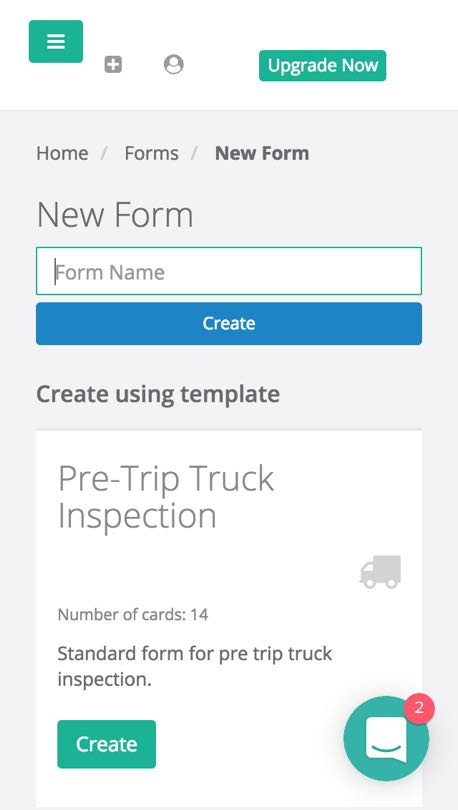 Upgrade Now
Home / Forms / New Form
New Form
Form Name
Create
Create using template
Pre-Trip Truck
Inspection
Number of cards: 14
Standard form for pre trip truck
inspection.
Create
2